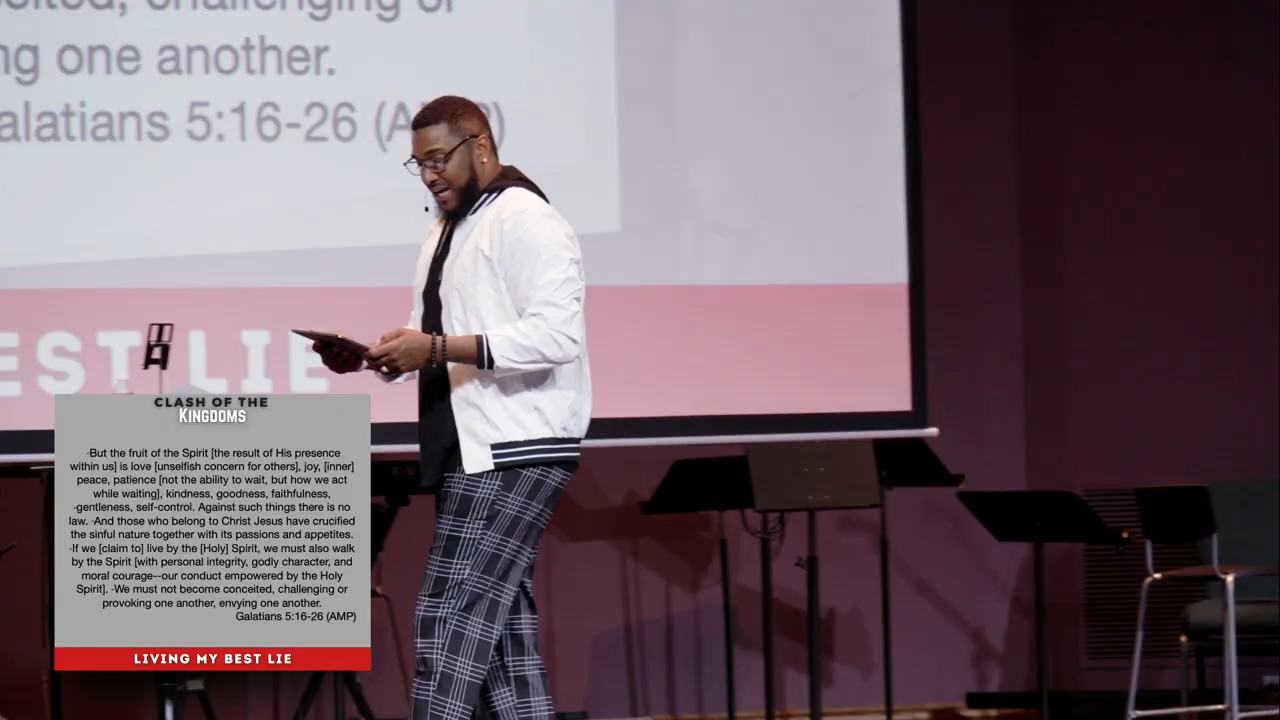 ing one another.
alatians 5:16-26 (AMP)
EST LIE
CLASH OF THE
KINGDOMS
But the fruit of the Spirit [the result of His presence
within us] is love [unselfish concern for others], joy, [inner]
peace, patience [not the ability to wait, but how we act
while waiting], kindness, goodness, faithfulness,
gentleness, self-control. Against such things there is no
law. And those who belong to Christ Jesus have crucified
the sinful nature together with its passions and appetites.
If we [claim to] live by the [Holy] Spirit, we must also walk
by the Spirit [with personal integrity, godly character, and
moral courage--our conduct empowered by the Holy
Spirit]. We must not become conceited, challenging or
provoking one another, envying one another.
Galatians 5:16-26 (AMP)
LIVING MY BEST LIE